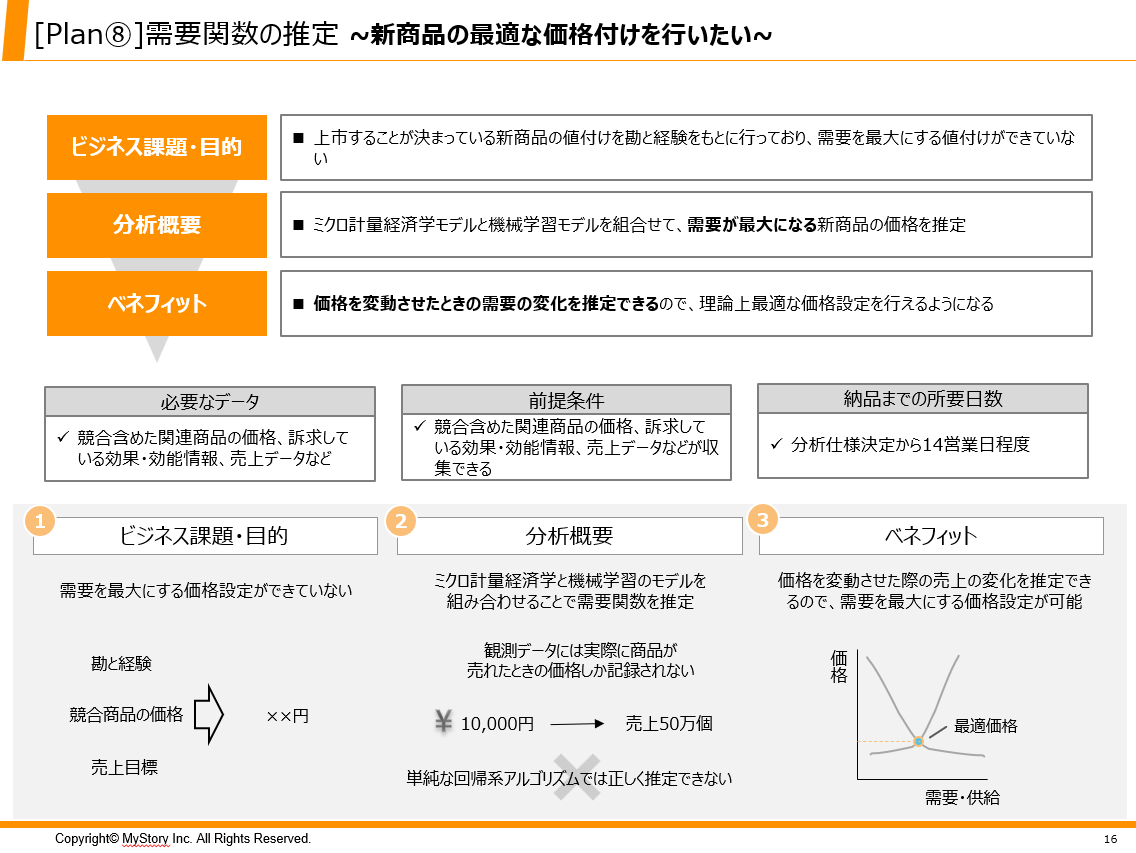 [Plan⑧]需要関数の推定 ~新商品の最適な価格付けを行いたい~
ビジネス課題・目的
■ 上市することが決まっている新商品の値付けを勘と経験をもとに行っており、需要を最大にする値付けができていな
い
分析概要
■ ミクロ計量経済学モデルと機械学習モデルを組合せて、需要が最大になる新商品の価格を推定
ベネフィット
■ 価格を変動させたときの需要の変化を推定できるので、理論上最適な価格設定を行えるようになる
必要なデータ
✓ 競合含めた関連商品の価格、訴求して
いる効果・効能情報、売上データなど
前提条件
✓ 競合含めた関連商品の価格、訴求して
いる効果・効能情報、売上データなどが収
集できる
納品までの所要日数
✓ 分析仕様決定から14営業日程度
1
ビジネス課題・目的
需要を最大にする価格設定ができていない
勘と経験
競合商品の価格
××円
売上目標
2
分析概要
ミクロ計量経済学と機械学習のモデルを
組み合わせることで需要関数を推定
観測データには実際に商品が
売れたときの価格しか記録されない
¥ 10,000円
売上50万個
単純な回帰系アルゴリズムでは正しく推定できない
3
ベネフィット
価格を変動させた際の売上の変化を推定でき
るので、需要を最大にする価格設定が可能
価格
最適価格
需要・供給
Copyright© MyStory Inc. All Rights Reserved.
16